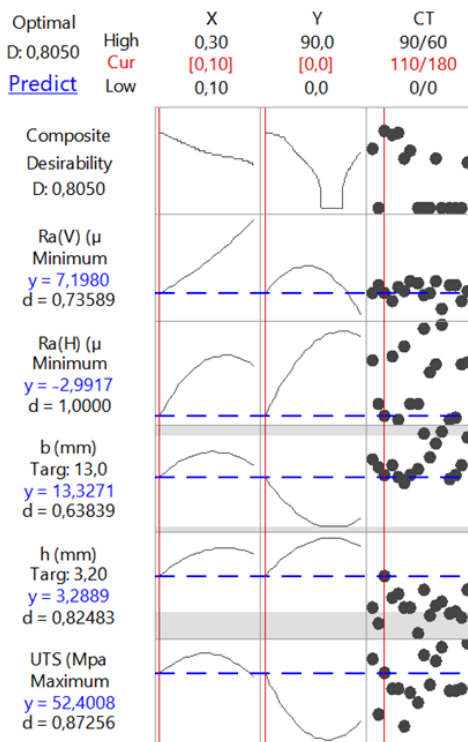 Optimal
D: 0,8050
Predict
High
Cur
Low
X
0,30
[0,10]
0,10
Y
90,0
[0,0]
0,0
CT
90/60
110/180
0/0
Composite
Desirability
D: 0,8050
Ra(V) (µ
Minimum
y = 7,1980
d = 0,73589
Ra(H) (µ
Minimum
y = -2,9917
d = 1,0000
b (mm)
Targ: 13,0
y = 13,3271
d = 0,63839
h (mm)
Targ: 3,20
y = 3,2889
d = 0,82483
UTS (Mpa
Maximum
y = 52,4008
d = 0,87256